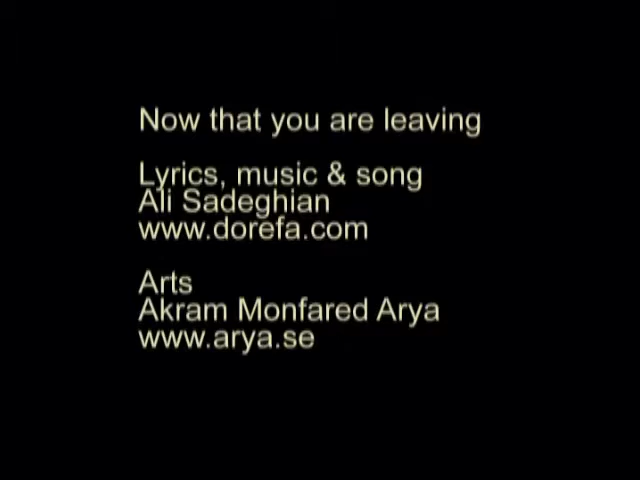 Now that you are leaving
Lyrics, music & song
Ali Sadeghian
www.dorefa.com
Arts
Akram Monfared Arya
www.arya.se